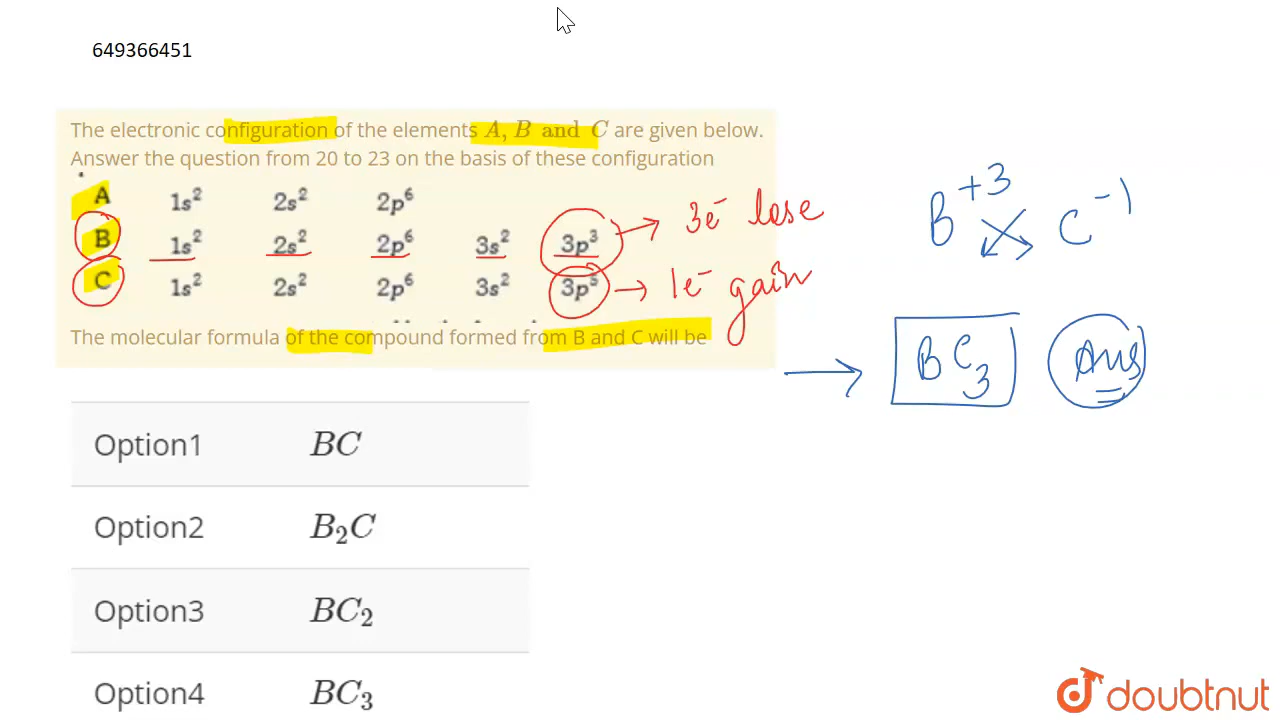 649366451
The electronic configuration of the elements A, B and C are given below.
Answer the question from 20 to 23 on the basis of these configuration
A 1s² 2s² 2p⁶
B 1s² 2s² 2p⁶ 3s² 3p³ → 3e⁻ lose
C 1s² 2s² 2p⁶ 3s² 3p⁵ → 1e⁻ gain
The molecular formula of the compound formed from B and C will be
B⁺³ C⁻¹
→ BC₃ Ans
Option1 BC
Option2 B₂C
Option3 BC₂
Option4 BC₃
doubtnut